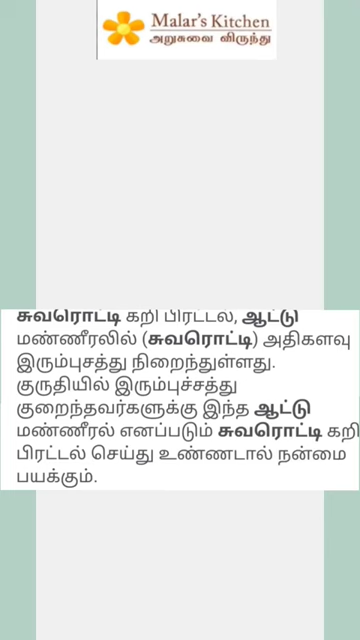 Malar's Kitchen
அறுசுவை விருந்து
சுவரொட்டி கறி பிரட்டல், ஆட்டு
மண்ணீரலில் (சுவரொட்டி) அதிகளவு
இரும்புசத்து நிறைந்துள்ளது.
குருதியில் இரும்புச்சத்து
குறைந்தவர்களுக்கு இந்த ஆட்டு
மண்ணீரல் எனப்படும் சுவரொட்டி கறி
பிரட்டல் செய்து உண்ணடால் நன்மை
பயக்கும்.